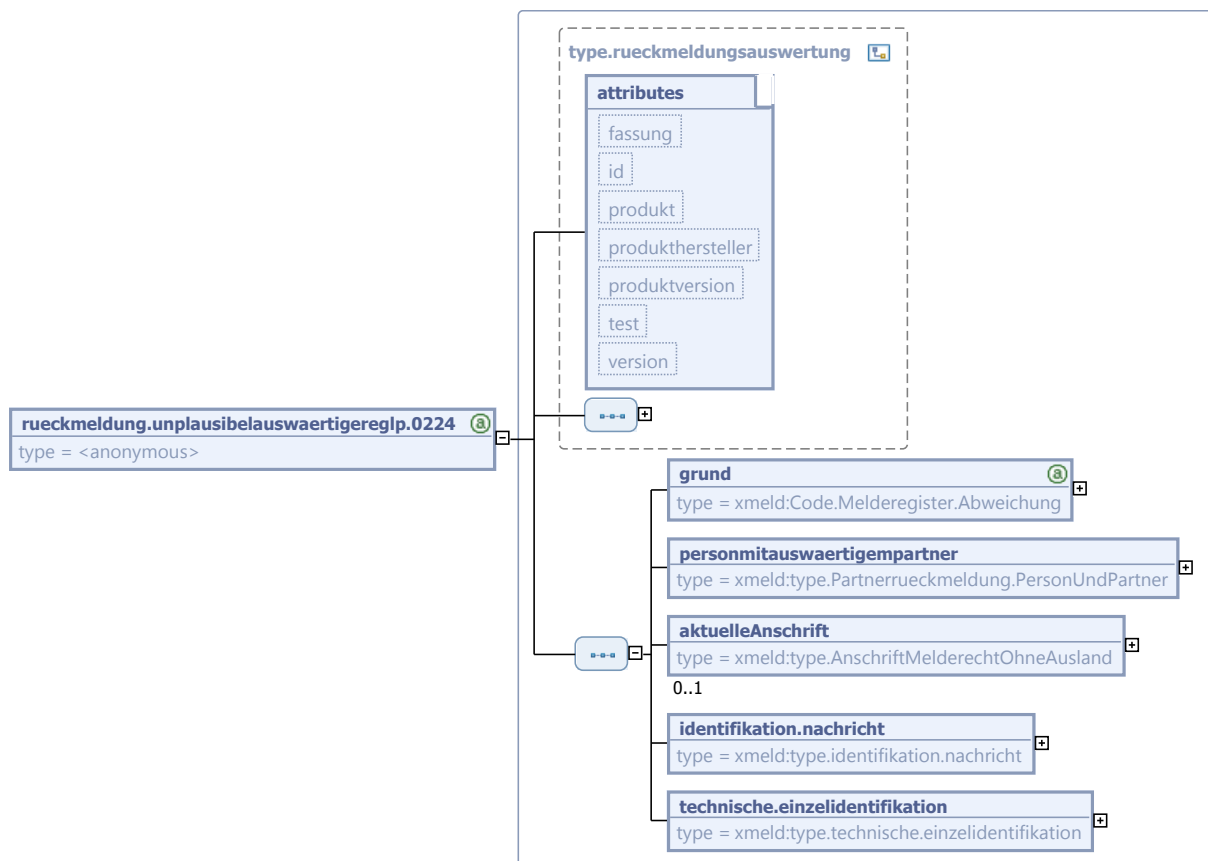 type.rueckmeldungsauswertung
attributes
fassung
id
produkt
produkthersteller
produktversion
test
version
rueckmeldung.unplausibelauswaertigereglp.0224 a
type = <anonymous>
grund a
type = xmeld:Code.Melderegister.Abweichung
personmitauswaertigempartner
type = xmeld:type.Partnerrueckmeldung.PersonUndPartner
aktuelleAnschrift
type = xmeld:type.AnschriftMelderechtOhneAusland
0..1
identifikation.nachricht
type = xmeld:type.identifikation.nachricht
technische.einzelidentifikation
type = xmeld:type.technische.einzelidentifikation